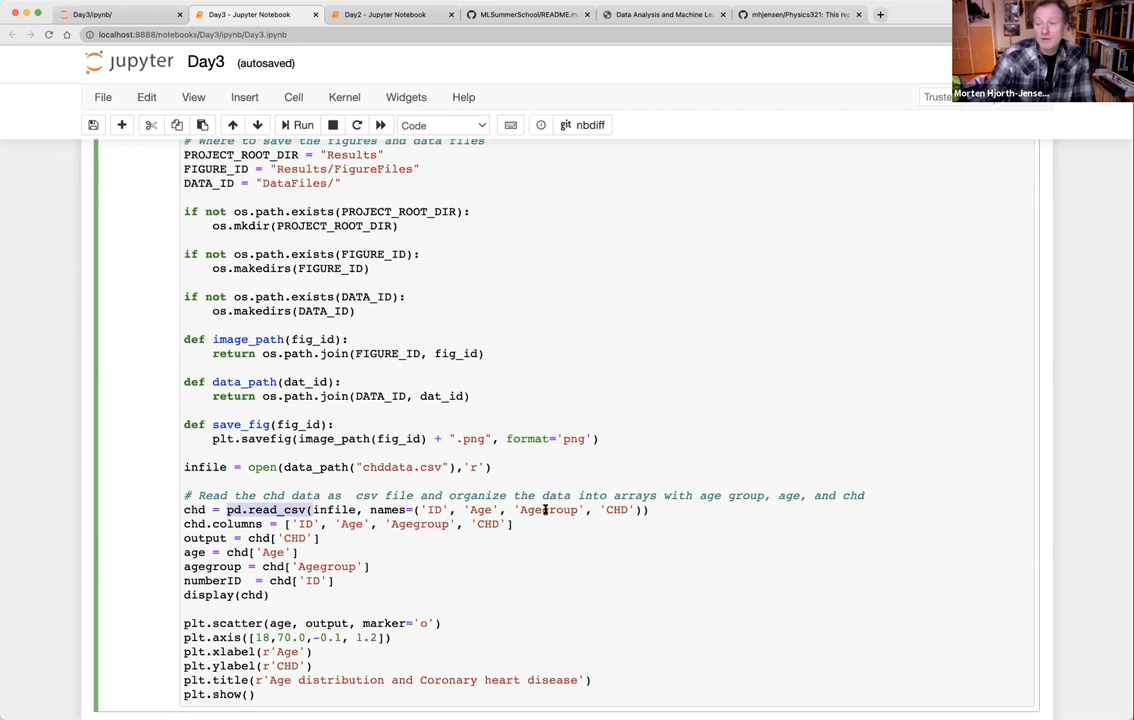 Day3/ipynb/
Day3 - Jupyter Notebook
Day2 - Jupyter Notebook
MLSummerSchool/README.m
Data Analysis and Machine Le
mhjensen/Physics321: This re
localhost:8888/notebooks/Day3/ipynb/Day3.ipynb
Morten Hjorth-Jense...
jupyter Day3 (autosaved)
File Edit View Insert Cell Kernel Widgets Help
Truste
Run Code git nbdiff
# Where to save the figures and data files
PROJECT_ROOT_DIR = "Results"
FIGURE_ID = "Results/FigureFiles"
DATA_ID = "DataFiles/"
if not os.path.exists(PROJECT_ROOT_DIR):
os.mkdir(PROJECT_ROOT_DIR)
if not os.path.exists(FIGURE_ID):
os.makedirs(FIGURE_ID)
if not os.path.exists(DATA_ID):
os.makedirs(DATA_ID)
def image_path(fig_id):
return os.path.join(FIGURE_ID, fig_id)
def data_path(dat_id):
return os.path.join(DATA_ID, dat_id)
def save_fig(fig_id):
plt.savefig(image_path(fig_id) + ".png", format='png')
infile = open(data_path("chddata.csv"),'r')
# Read the chd data as  csv file and organize the data into arrays with age group, age, and chd
chd = pd.read_csv(infile, names=('ID', 'Age', 'Agegroup', 'CHD'))
chd.columns = ['ID', 'Age', 'Agegroup', 'CHD']
output = chd['CHD']
age = chd['Age']
agegroup = chd['Agegroup']
numberID  = chd['ID']
display(chd)
plt.scatter(age, output, marker='o')
plt.axis([18,70.0,-0.1, 1.2])
plt.xlabel(r'Age')
plt.ylabel(r'CHD')
plt.title(r'Age distribution and Coronary heart disease')
plt.show()